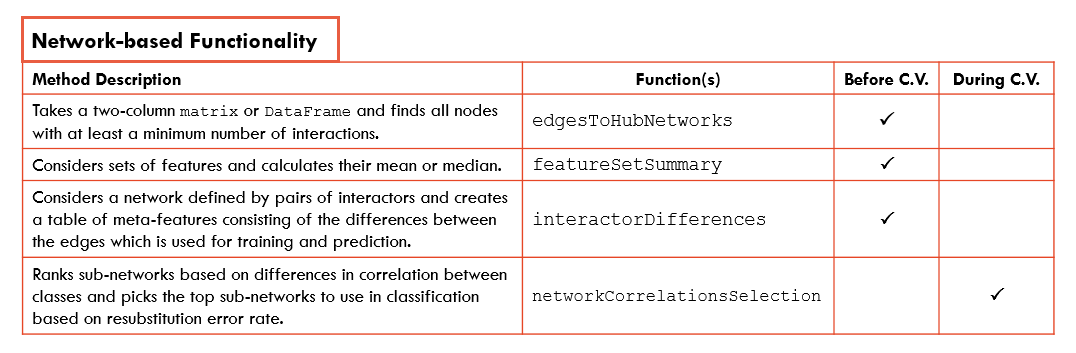 Network-based Functionality
Method Description Function(s) Before C.V. During C.V.
Takes a two-column matrix or DataFrame and finds all nodes
with at least a minimum number of interactions.
edgesToHubNetworks ✓
Considers sets of features and calculates their mean or median. featureSetSummary ✓
Considers a network defined by pairs of interactors and creates
a table of meta-features consisting of the differences between
the edges which is used for training and prediction.
interactorDifferences ✓
Ranks sub-networks based on differences in correlation between
classes and picks the top sub-networks to use in classification
based on resubstitution error rate.
networkCorrelationsSelection ✓